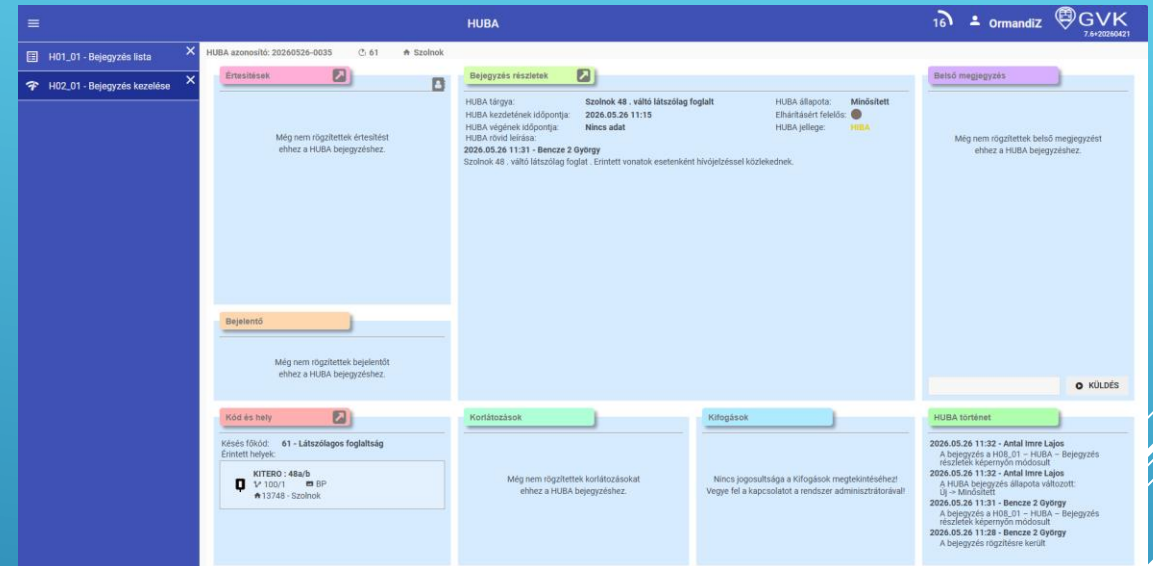 HUBA
16
OrmandiZ
GVK
7.6+20260421
H01_01 - Bejegyzés lista
H02_01 - Bejegyzés kezelése
HUBA azonosító: 20260526-0035
61
Szolnok
Értesítések
Még nem rögzítettek értesítést
ehhez a HUBA bejegyzéshez.
Bejelentő
Még nem rögzítettek bejelentőt
ehhez a HUBA bejegyzéshez.
Bejegyzés részletek
HUBA tárgya: Szolnok 48 . váltó látszólag foglalt
HUBA kezdetének időpontja: 2026.05.26 11:15
HUBA végének időpontja: Nincs adat
HUBA rövid leírása:
HUBA állapota: Minősített
Elhárításért felelős:
HUBA jellege: HIBA
2026.05.26 11:31 - Bencze 2 György
Szolnok 48 . váltó látszólag foglat . Erintett vonatok esetenként hívójelzéssel közlekednek.
Belső megjegyzés
Még nem rögzítettek belső megjegyzést
ehhez a HUBA bejegyzéshez.
KÜLDÉS
Kód és hely
Késés főkód: 61 - Látszólagos foglaltság
Érintett helyek:
KITERO : 48a/b
100/1 BP
13748 - Szolnok
Korlátozások
Még nem rögzítettek korlátozásokat
ehhez a HUBA bejegyzéshez.
Kifogások
Nincs jogosultsága a Kifogások megtekintéséhez!
Vegye fel a kapcsolatot a rendszer adminisztrátorával!
HUBA történet
2026.05.26 11:32 - Antal Imre Lajos
A bejegyzés a H08_01 – HUBA – Bejegyzés
részletek képernyőn módosult
2026.05.26 11:32 - Antal Imre Lajos
A HUBA bejegyzés állapota változott:
Új -> Minősített
2026.05.26 11:31 - Bencze 2 György
A bejegyzés a H08_01 – HUBA – Bejegyzés
részletek képernyőn módosult
2026.05.26 11:28 - Bencze 2 György
A bejegyzés rögzítésre került